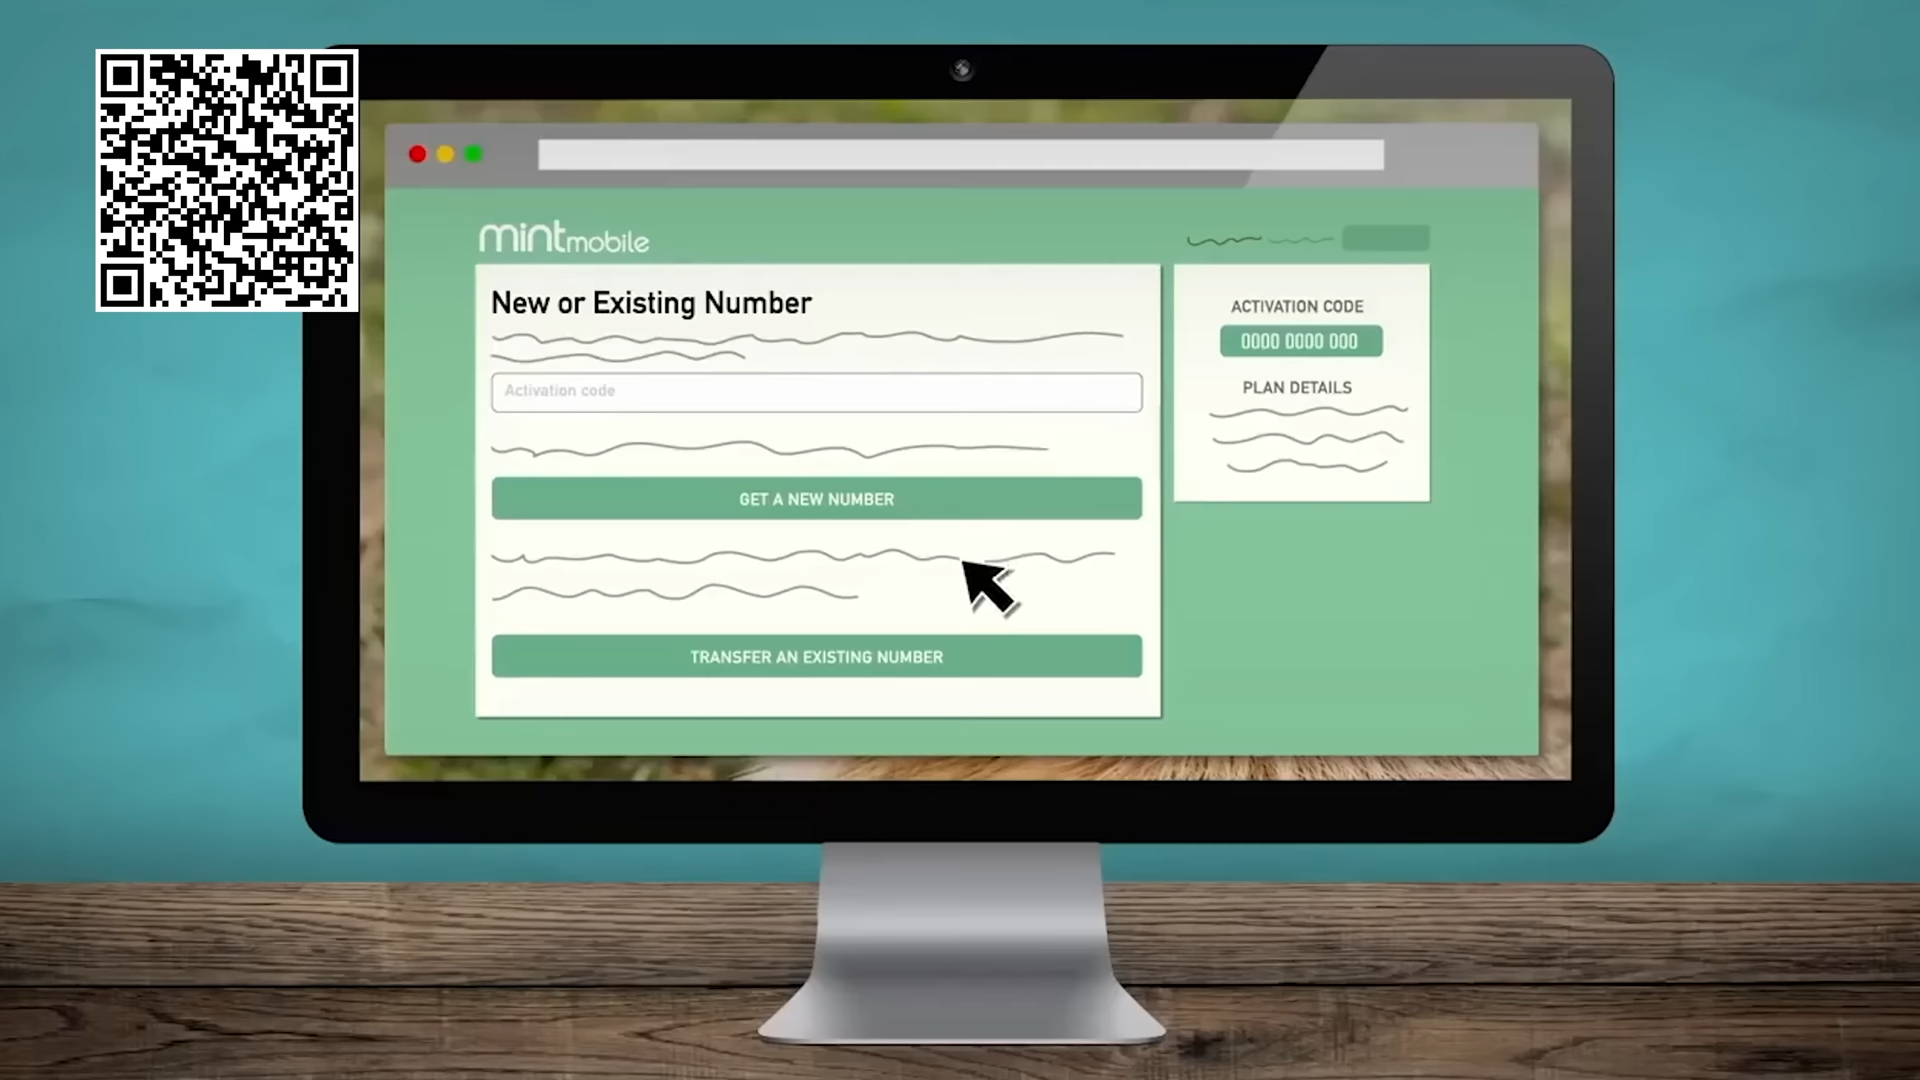 mintmobile
New or Existing Number
Activation code
GET A NEW NUMBER
TRANSFER AN EXISTING NUMBER
ACTIVATION CODE
0000 0000 000
PLAN DETAILS